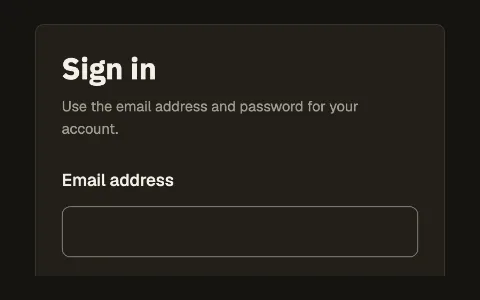 Sign in
Use the email address and password for your
account.
Email address